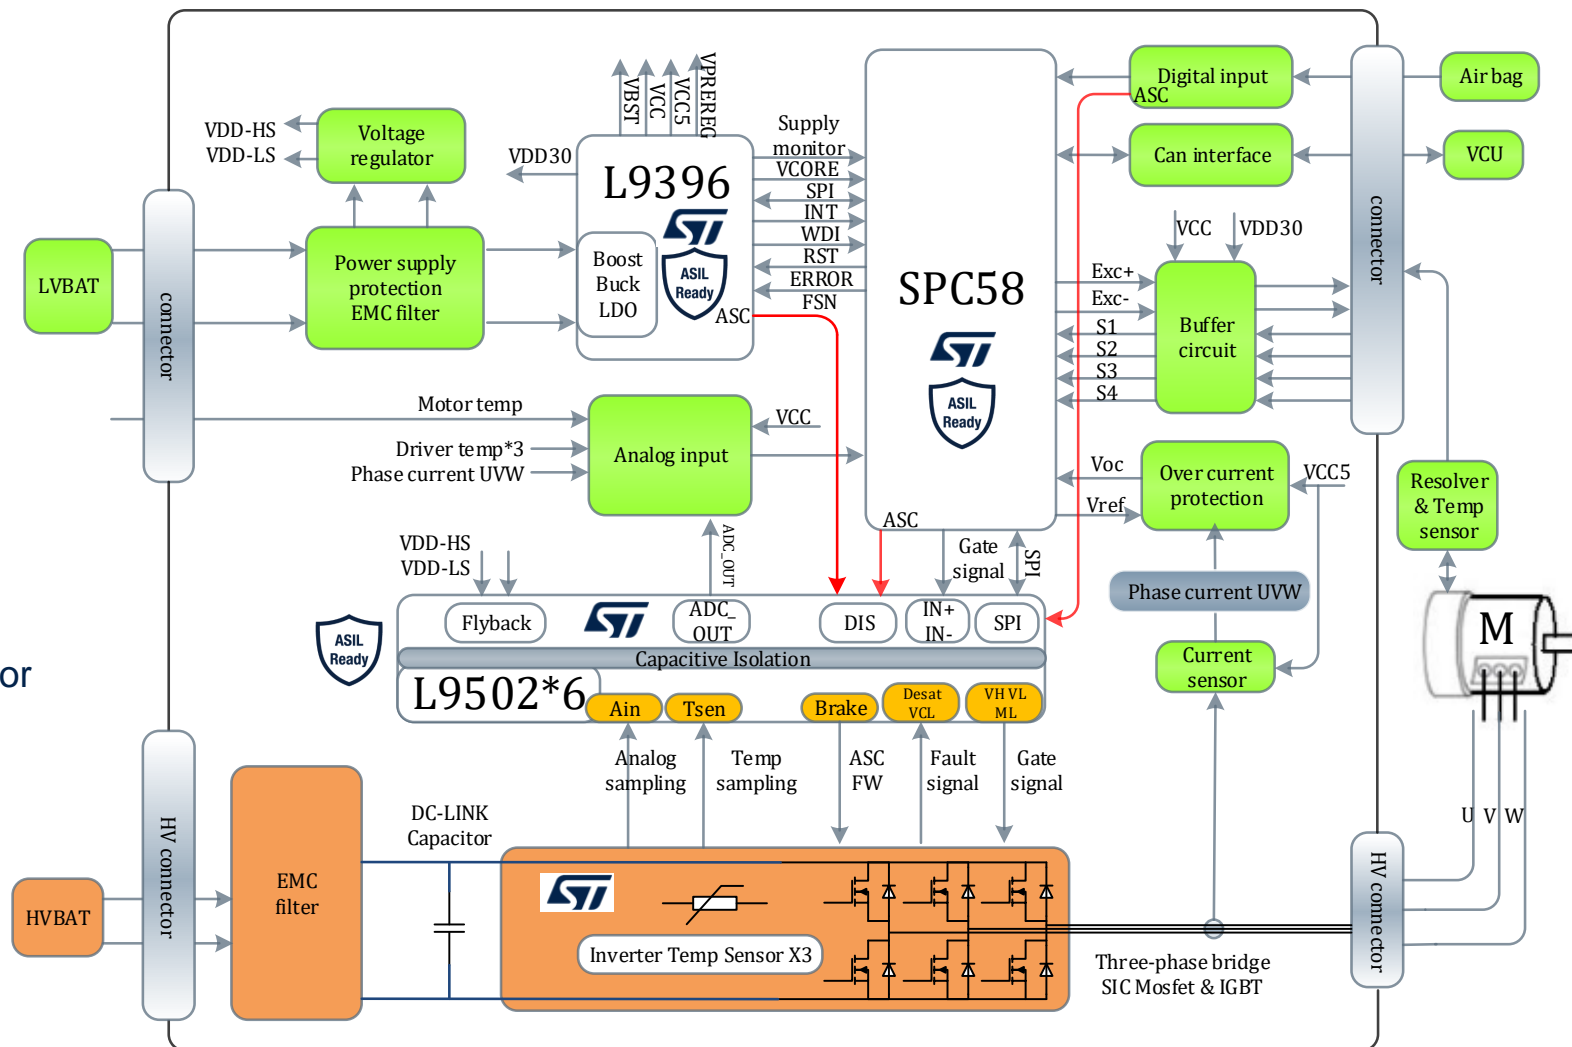 VBST
VCC
VCC5
VPREREG
Digital input
ASC
Air bag
Voltage
regulator
VDD-HS
VDD-LS
VDD30
L9396
ST
ASIL
Ready
Boost
Buck
LDO
ASC
Supply
monitor
VCORE
SPI
INT
WDI
RST
ERROR
FSN
SPC58
ST
ASIL
Ready
Can interface
VCU
connector
VCC
VDD30
Exc+
Exc-
S1
S2
S3
S4
Buffer
circuit
LVBAT
connector
Power supply
protection
EMC filter
Motor temp
Driver temp*3
Phase current UVW
Analog input
VCC
Voc
Vref
Over current
protection
VCC5
Resolver
& Temp
sensor
ADC_OUT
ASC
Gate
signal
SPI
Phase current UVW
VDD-HS
VDD-LS
Flyback
ST
ADC_
OUT
DIS
IN+
IN-
SPI
ASIL
Ready
Capacitive Isolation
L9502*6
Ain
Tsen
Brake
Desat
VCL
VH VL
ML
Current
sensor
M
or
Analog
sampling
Temp
sampling
ASC
FW
Fault
signal
Gate
signal
U
V
W
HV connector
HVBAT
EMC
filter
DC-LINK
Capacitor
ST
Inverter Temp Sensor X3
Three-phase bridge
SIC Mosfet & IGBT
HV connector